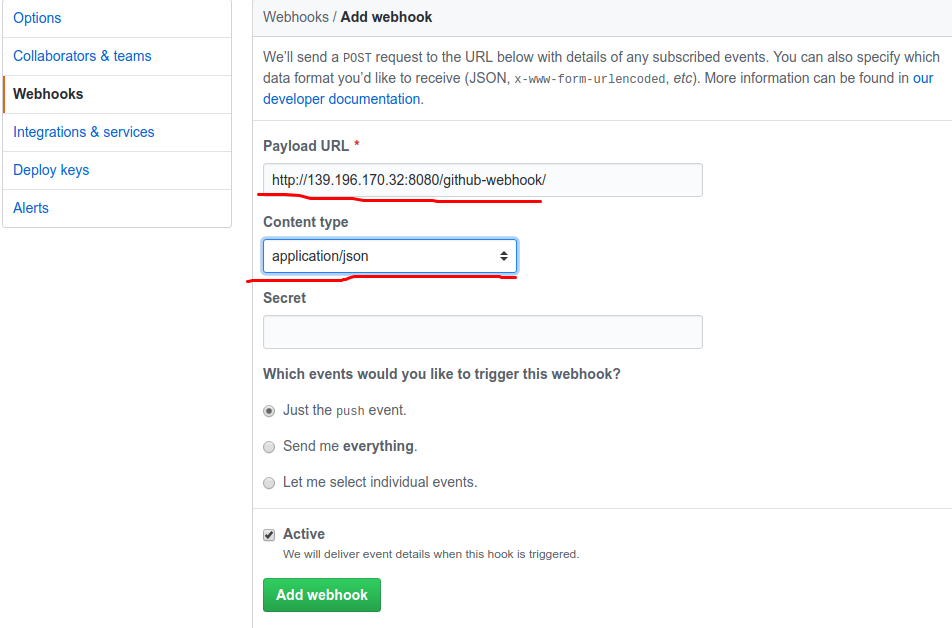 Options
Collaborators & teams
Webhooks
Integrations & services
Deploy keys
Alerts
Webhooks / Add webhook
We’ll send a POST request to the URL below with details of any subscribed events. You can also specify which
data format you’d like to receive (JSON, x-www-form-urlencoded, etc). More information can be found in our
developer documentation.
Payload URL *
http://139.196.170.32:8080/github-webhook/
Content type
application/json
Secret
Which events would you like to trigger this webhook?
Just the push event.
Send me everything.
Let me select individual events.
Active
We will deliver event details when this hook is triggered.
Add webhook